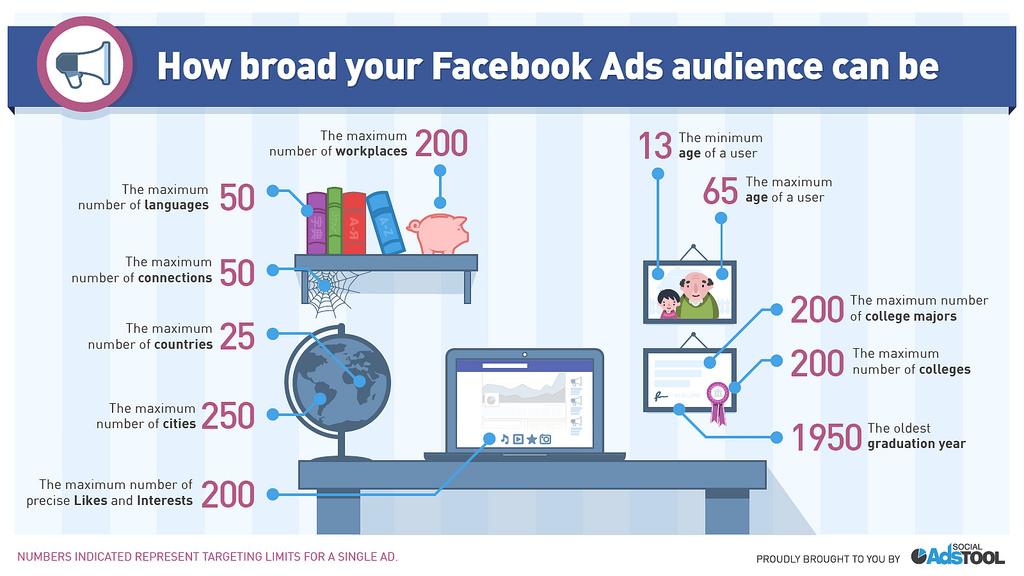 How broad your Facebook Ads audience can be
The maximum
number of workplaces 200
The maximum
number of languages 50
The maximum
number of connections 50
The maximum
number of countries 25
The maximum
number of cities 250
The maximum number of
precise Likes and Interests 200
13 The minimum
age of a user
65 The maximum
age of a user
200 The maximum number
of college majors
200 The maximum
number of colleges
1950 The oldest
graduation year
字典
А-Я
A-Z
NUMBERS INDICATED REPRESENT TARGETING LIMITS FOR A SINGLE AD.
PROUDLY BROUGHT TO YOU BY
SOCIAL
AdsTOOL